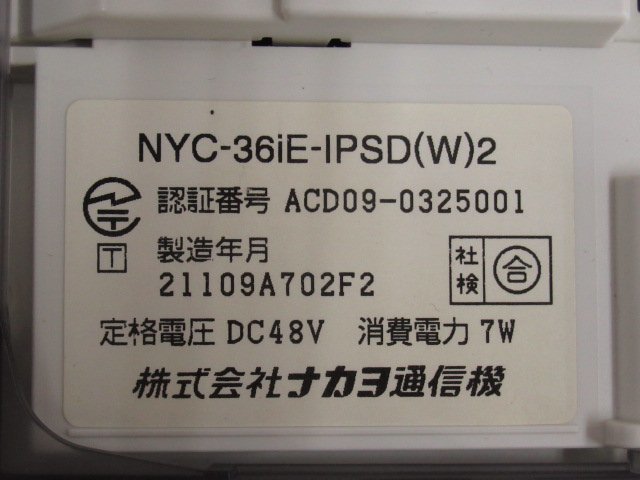 NYC-36iE-IPSD(W)2
認証番号 ACD09-0325001
T 製造年月
21109A702F2
社検 合
定格電圧 DC48V 消費電力 7W
株式会社ナカヨ通信機